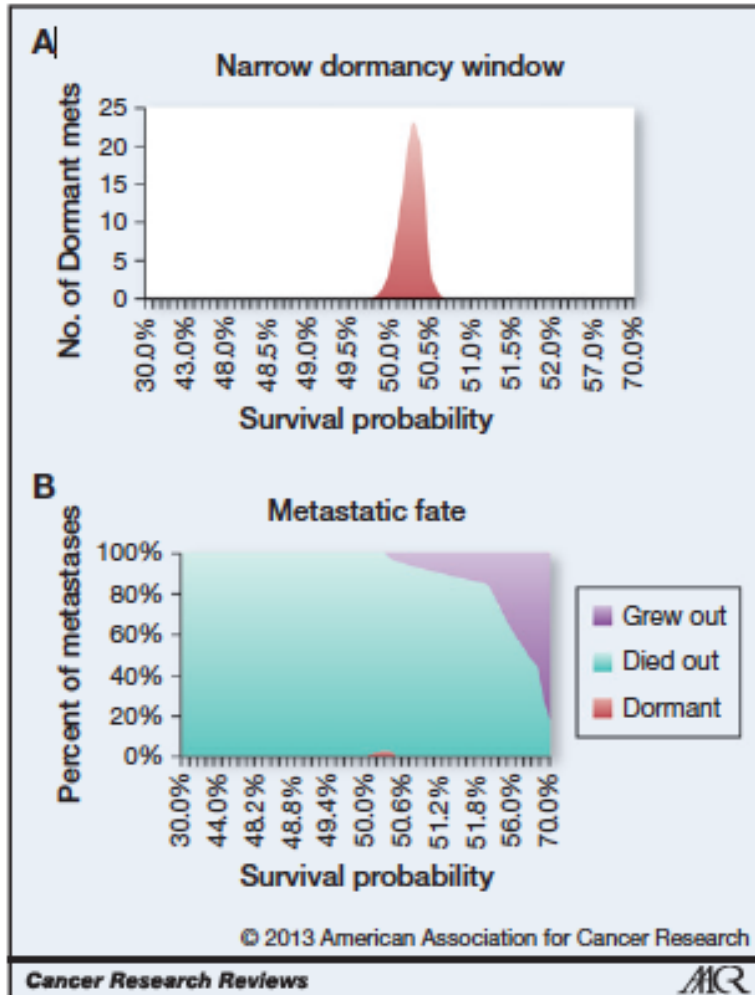 A
Narrow dormancy window
No. of Dormant mets
25
20
15
10
5
0
30.0%
43.0%
48.0%
48.5%
49.0%
49.5%
50.0%
50.5%
51.0%
51.5%
52.0%
57.0%
70.0%
Survival probability
B
Metastatic fate
Percent of metastases
100%
80%
60%
40%
20%
0%
30.0%
44.0%
48.2%
48.8%
49.4%
50.0%
50.6%
51.2%
51.8%
56.0%
70.0%
Survival probability
Grew out
Died out
Dormant
© 2013 American Association for Cancer Research
Cancer Research Reviews